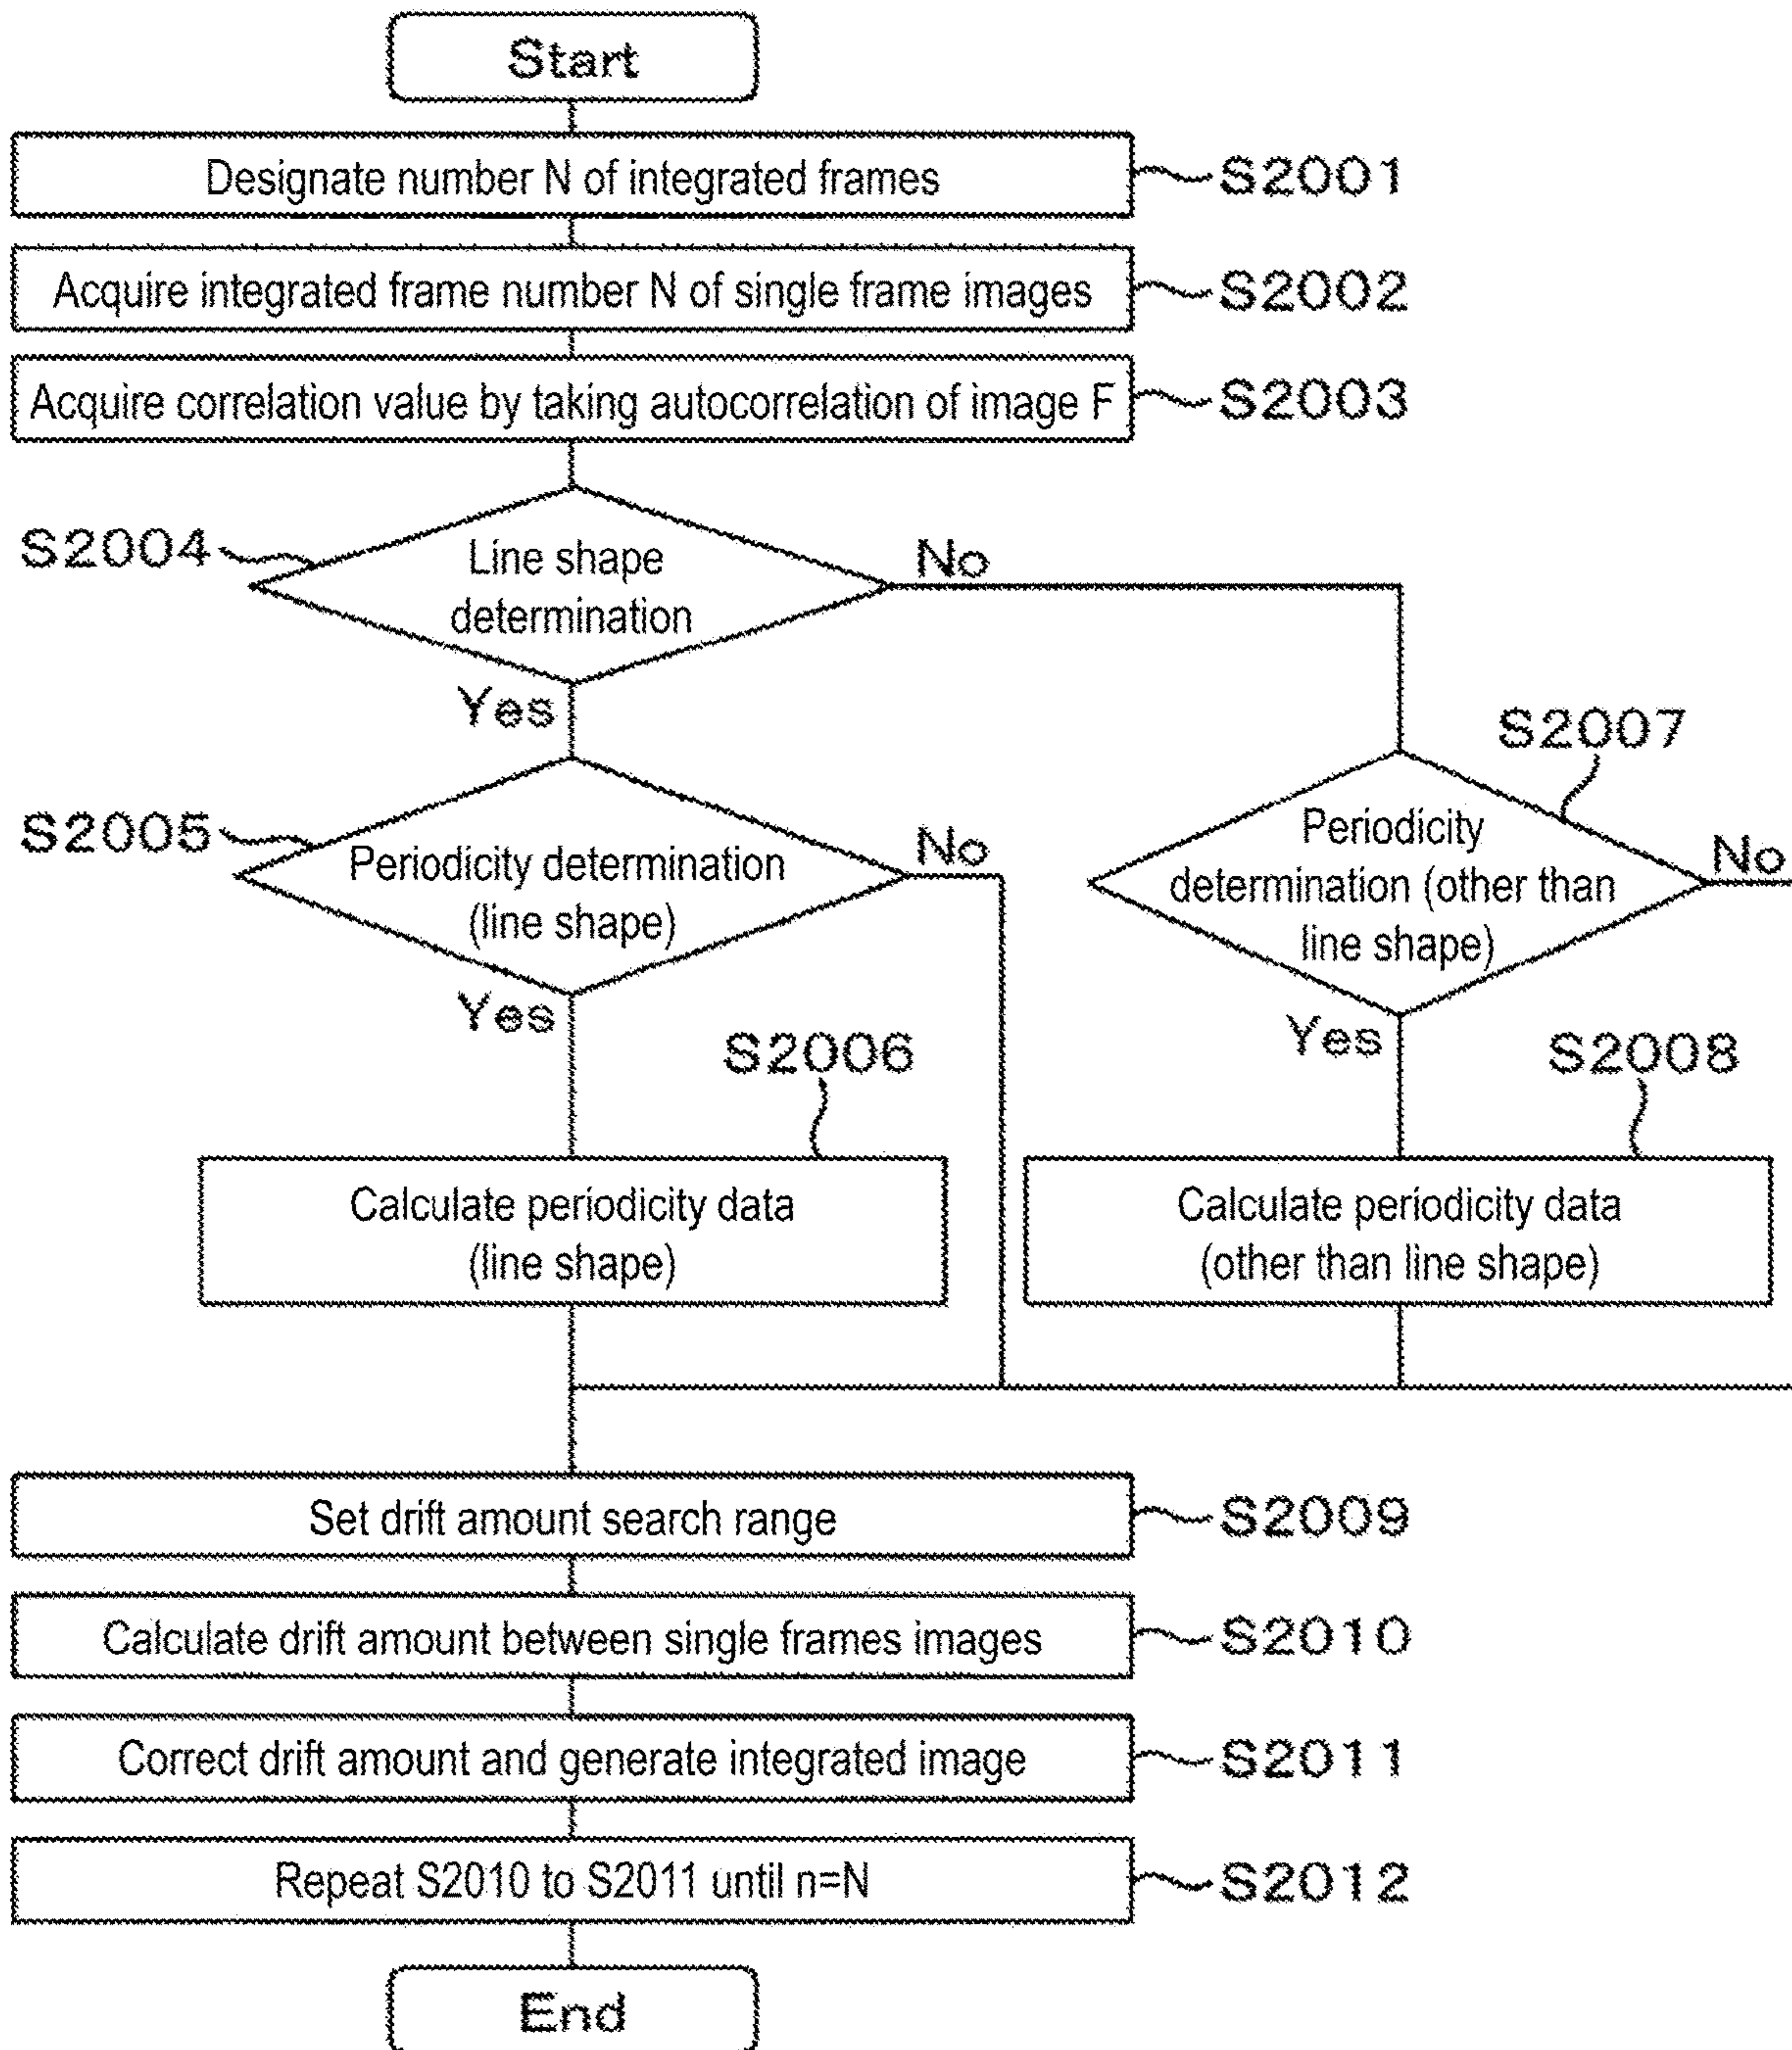 Start
Designate number N of integrated frames
S2001
Acquire integrated frame number N of single frame images
S2002
Acquire correlation value by taking autocorrelation of image F
S2003
S2004
Line shape
determination
No
Yes
S2007
S2005
Periodicity determination
(line shape)
No
Periodicity
determination (other than
line shape)
No
Yes
Yes
S2006
S2008
Calculate periodicity data
(line shape)
Calculate periodicity data
(other than line shape)
Set drift amount search range
S2009
Calculate drift amount between single frames images
S2010
Correct drift amount and generate integrated image
S2011
Repeat S2010 to S2011 until n=N
S2012
End